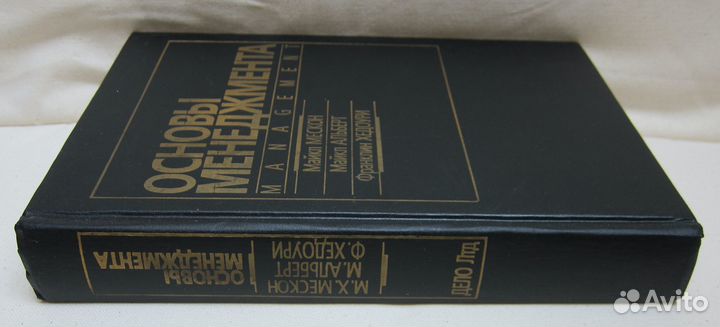 ОСНОВЫ
МЕНЕДЖМЕНТА
MANAGEMENT
Майкл МЕСКОН
Майкл АЛЬБЕРТ
Франклин ХЕДОУРИ
М.Х. МЕСКОН
М. АЛЬБЕРТ
Ф. ХЕДОУРИ
ОСНОВЫ
МЕНЕДЖМЕНТА
ДЕЛО Лтд
Avito